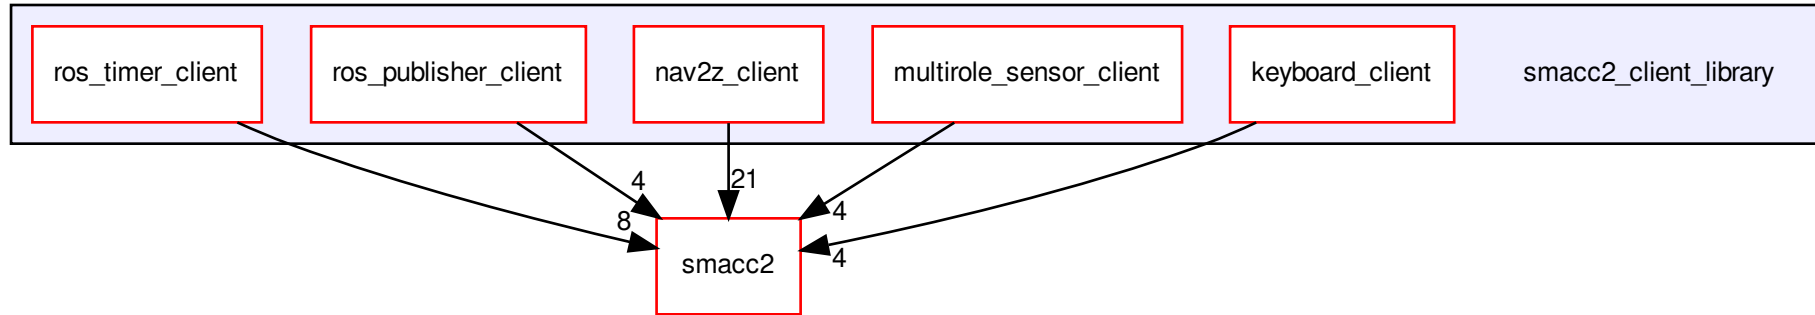 ros_timer_client
ros_publisher_client
nav2z_client
multirole_sensor_client
keyboard_client
smacc2_client_library
4
21
8
4
4
smacc2